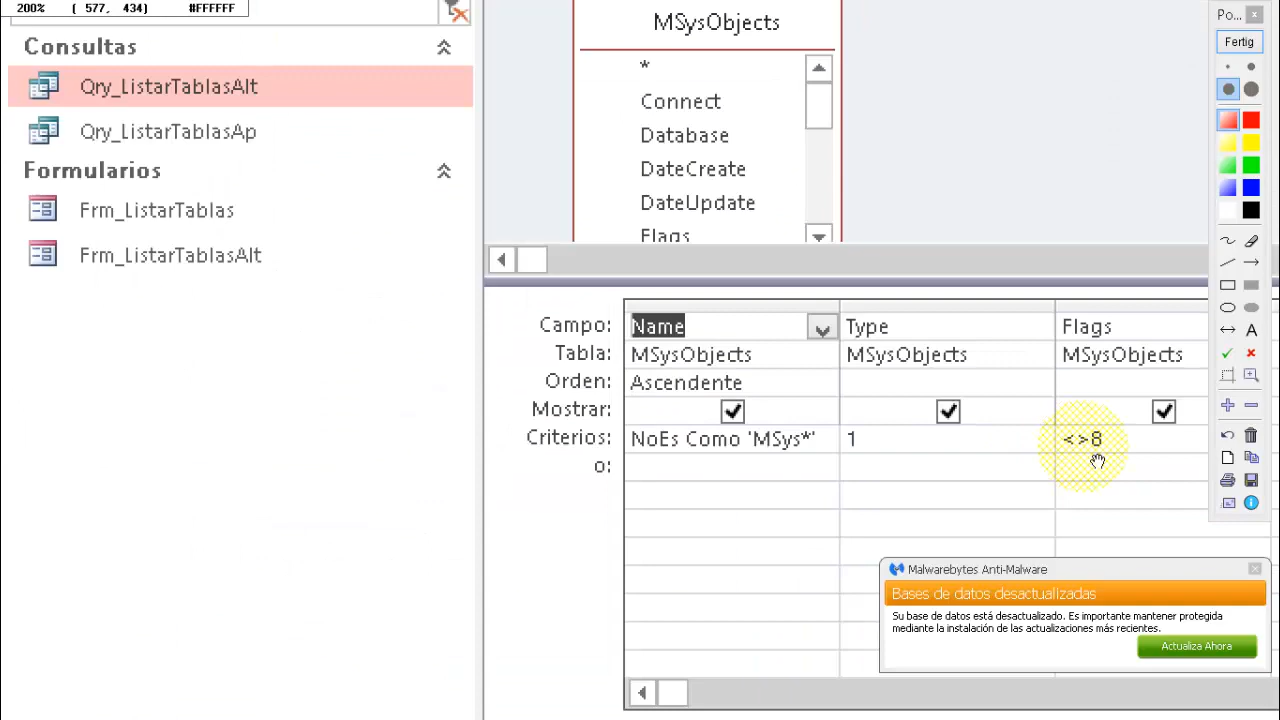 200% ( 577, 434) #FFFFFF
Consultas
Qry_ListarTablasAlt
Qry_ListarTablasAp
Formularios
Frm_ListarTablas
Frm_ListarTablasAlt
MSysObjects
*
Connect
Database
DateCreate
DateUpdate
Flags
Campo: Name Type Flags
Tabla: MSysObjects MSysObjects MSysObjects
Orden: Ascendente
Mostrar:
Criterios: NoEs Como 'MSys*' 1 <>8
o:
Po...
Fertig
A
Malwarebytes Anti-Malware
Bases de datos desactualizadas
Su base de datos está desactualizado. Es importante mantener protegida
mediante la instalación de las actualizaciones más recientes.
Actualiza Ahora